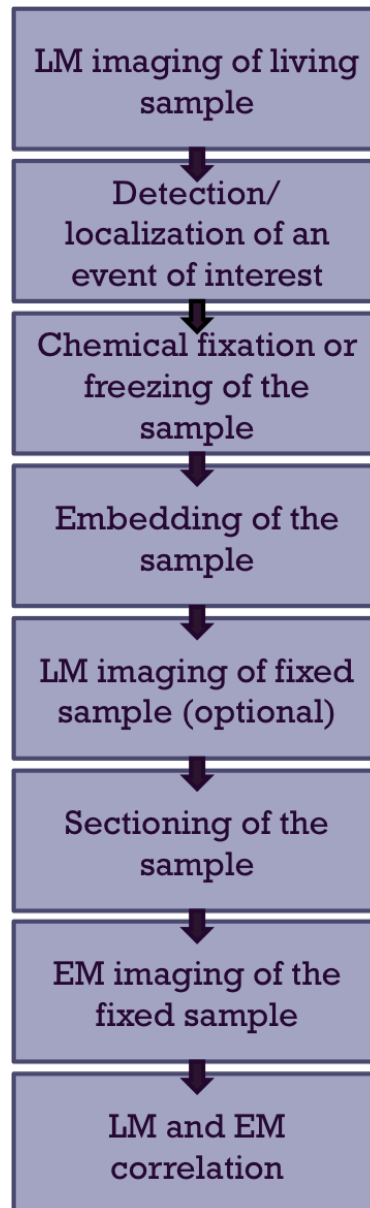 LM imaging of living
sample
Detection/
localization of an
event of interest
Chemical fixation or
freezing of the
sample
Embedding of the
sample
LM imaging of fixed
sample (optional)
Sectioning of the
sample
EM imaging of the
fixed sample
LM and EM
correlation